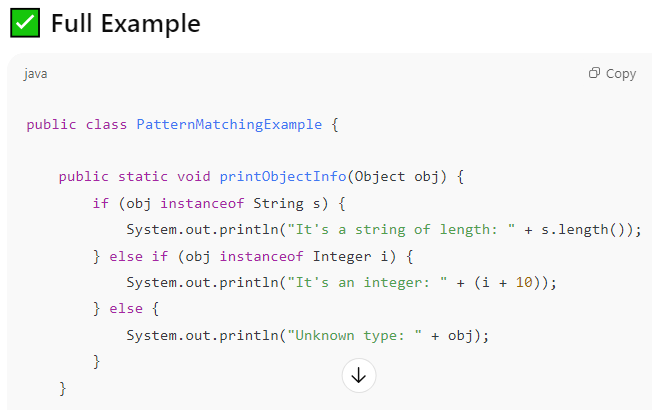 ✅ Full Example
java
Copy
public class PatternMatchingExample {
    public static void printObjectInfo(Object obj) {
        if (obj instanceof String s) {
            System.out.println("It's a string of length: " + s.length());
        } else if (obj instanceof Integer i) {
            System.out.println("It's an integer: " + (i + 10));
        } else {
            System.out.println("Unknown type: " + obj);
        }
    }